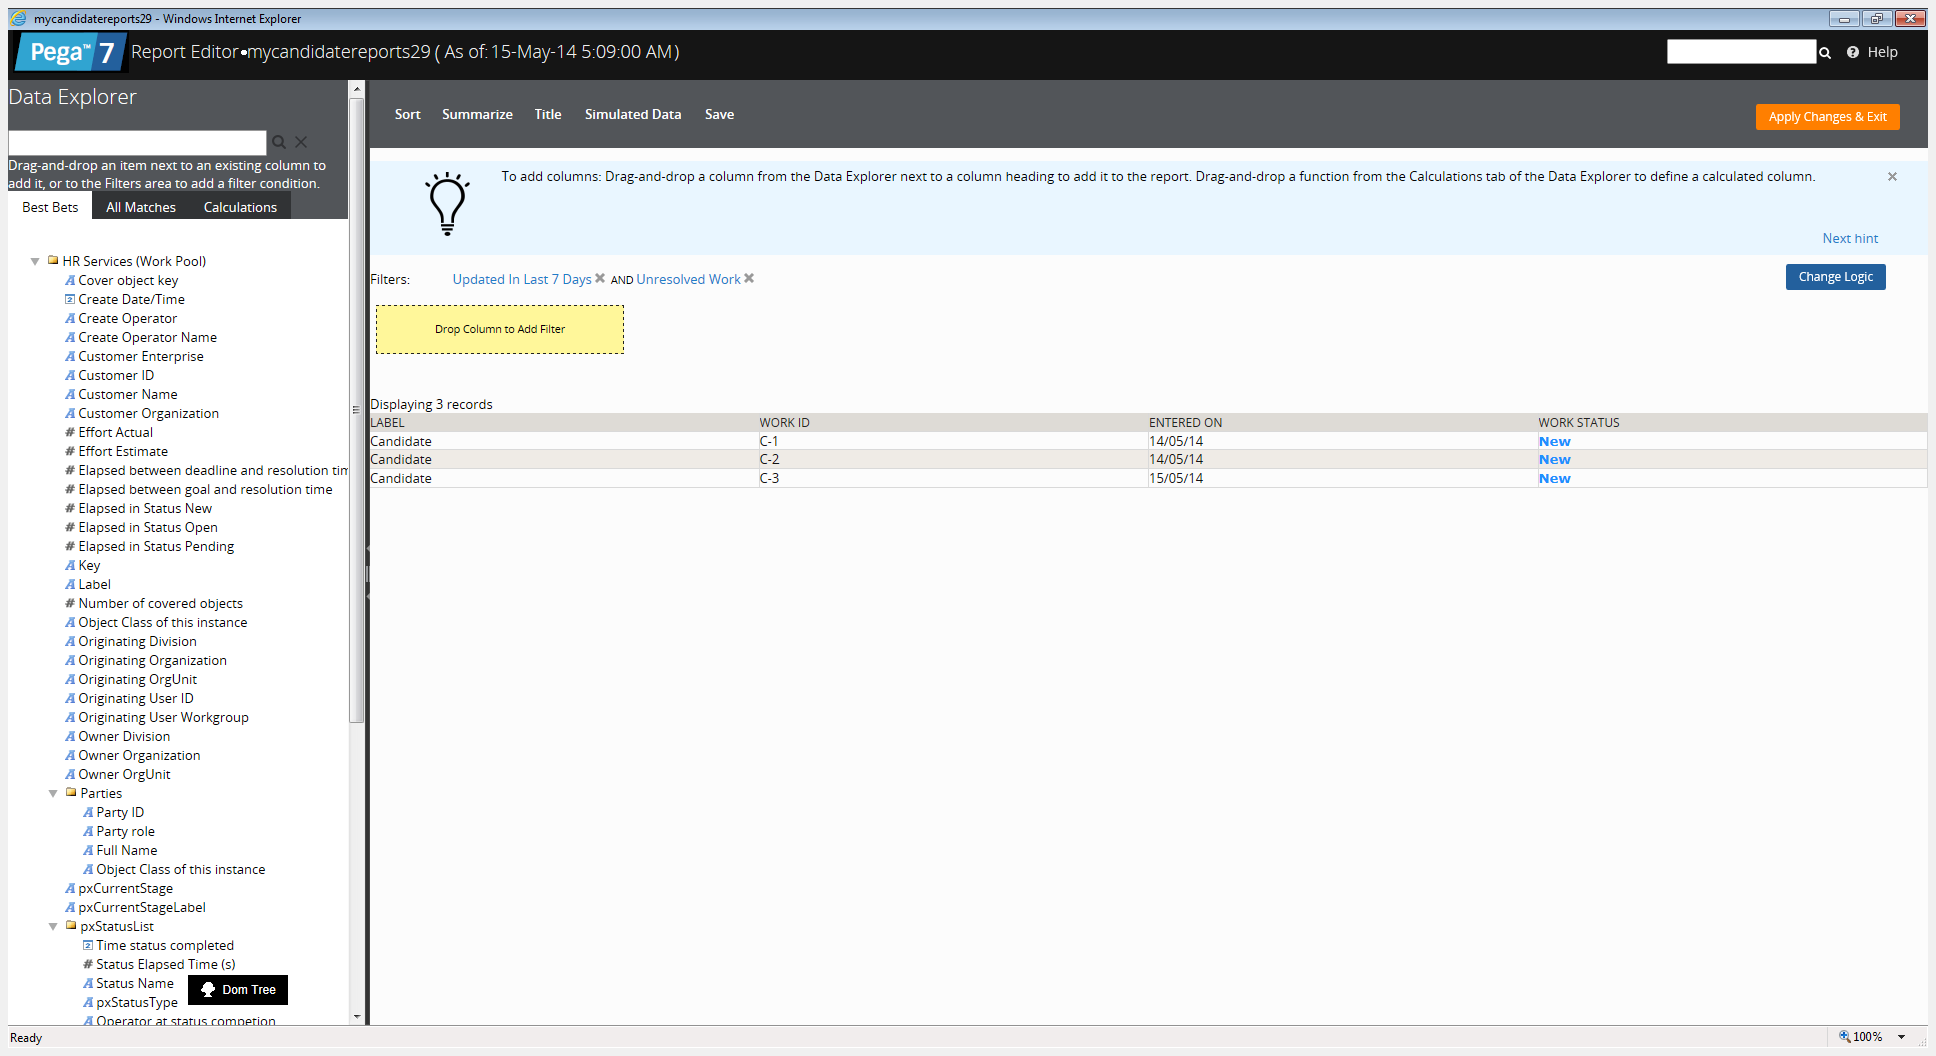 mycandidatereports29 - Windows Internet Explorer
Pega™ 7 Report Editor•mycandidatereports29 ( As of: 15-May-14 5:09:00 AM)
Help
Data Explorer
Drag-and-drop an item next to an existing column to
add it, or to the Filters area to add a filter condition.
Best Bets All Matches Calculations
HR Services (Work Pool)
Cover object key
Create Date/Time
Create Operator
Create Operator Name
Customer Enterprise
Customer ID
Customer Name
Customer Organization
# Effort Actual
# Effort Estimate
# Elapsed between deadline and resolution tim
# Elapsed between goal and resolution time
# Elapsed in Status New
# Elapsed in Status Open
# Elapsed in Status Pending
Key
Label
# Number of covered objects
Object Class of this instance
Originating Division
Originating Organization
Originating OrgUnit
Originating User ID
Originating User Workgroup
Owner Division
Owner Organization
Owner OrgUnit
Parties
Party ID
Party role
Full Name
Object Class of this instance
pxCurrentStage
pxCurrentStageLabel
pxStatusList
Time status completed
# Status Elapsed Time (s)
Status Name
pxStatusType
Operator at status competion
Dom Tree
Sort Summarize Title Simulated Data Save
Apply Changes & Exit
To add columns: Drag-and-drop a column from the Data Explorer next to a column heading to add it to the report. Drag-and-drop a function from the Calculations tab of the Data Explorer to define a calculated column.
Next hint
Filters: Updated In Last 7 Days AND Unresolved Work
Change Logic
Drop Column to Add Filter
Displaying 3 records
LABEL WORK ID ENTERED ON WORK STATUS
Candidate C-1 14/05/14 New
Candidate C-2 14/05/14 New
Candidate C-3 15/05/14 New
Ready
100%